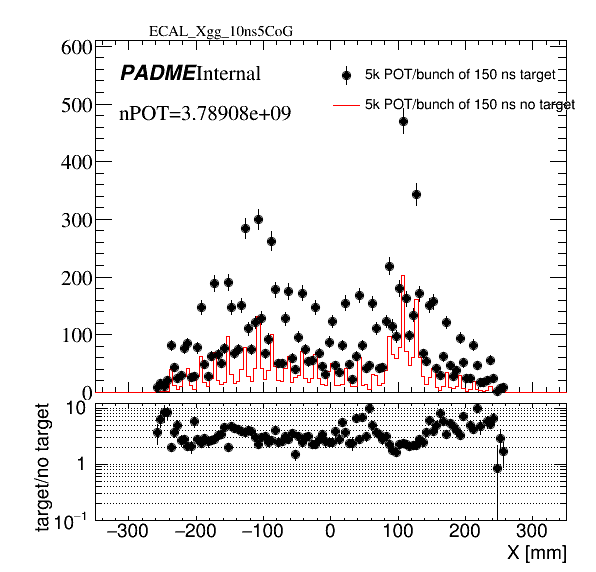 ECAL_Xgg_10ns5CoG
600
PADME Internal
5k POT/bunch of 150 ns target
500
nPOT=3.78908e+09
5k POT/bunch of 150 ns no target
400
300
200
100
0
10
1
10⁻¹
target/no target
−300 −200 −100 0 100 200 300
X [mm]